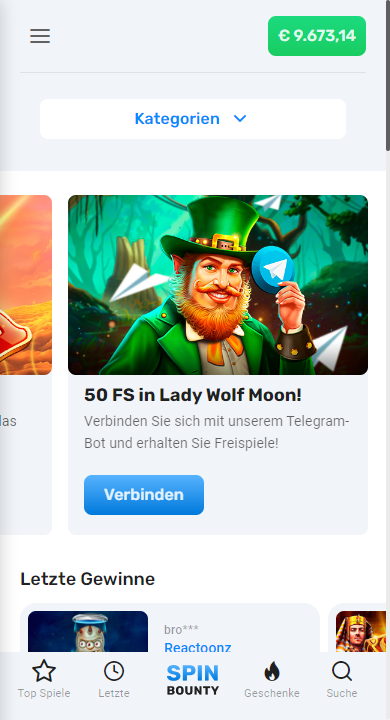 € 9.673,14
Kategorien
50 FS in Lady Wolf Moon!
das
Verbinden Sie sich mit unserem Telegram-
Bot und erhalten Sie Freispiele!
Verbinden
Letzte Gewinne
bro***
Reactoonz
Top Spiele
Letzte
SPIN
BOUNTY
Geschenke
Suche